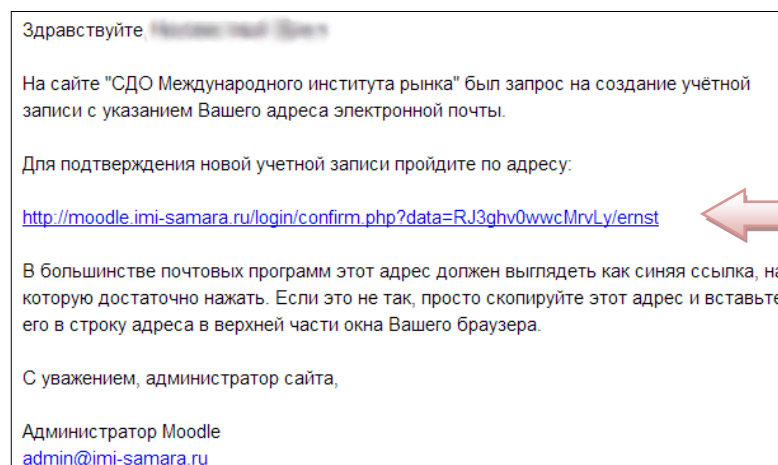 Здравствуйте,
На сайте "СДО Международного института рынка" был запрос на создание учётной
записи с указанием Вашего адреса электронной почты.
Для подтверждения новой учетной записи пройдите по адресу:
http://moodle.imi-samara.ru/login/confirm.php?data=RJ3ghv0wwcMrvLy/ernst
В большинстве почтовых программ этот адрес должен выглядеть как синяя ссылка, на
которую достаточно нажать. Если это не так, просто скопируйте этот адрес и вставьте
его в строку адреса в верхней части окна Вашего браузера.
С уважением, администратор сайта,
Администратор Moodle
admin@imi-samara.ru